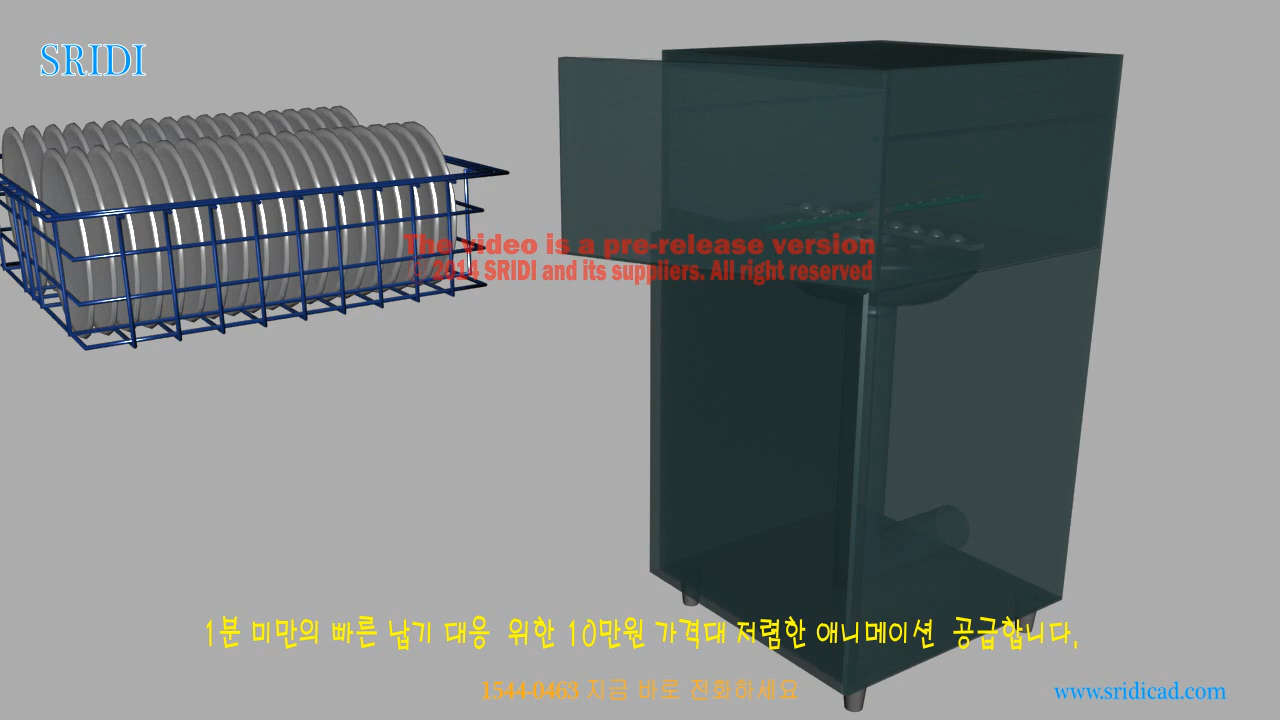 SRIDI
The video is a pre-release version
© 2014 SRIDI and its suppliers. All right reserved
1분 미만의 빠른 납기 대응 위한 10만원 가격대 저렴한 애니메이션 공급합니다.
1544-0463 지금 바로 전화하세요
www.sridicad.com